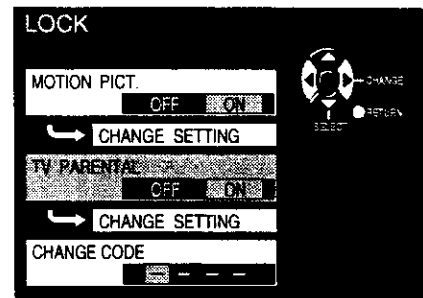 LOCK
MOTION PICT.
OFF ON
CHANGE SETTING
TV PARENTAL
OFF ON
CHANGE SETTING
CHANGE CODE
– – – –
CHANGE
RETURN
SELECT